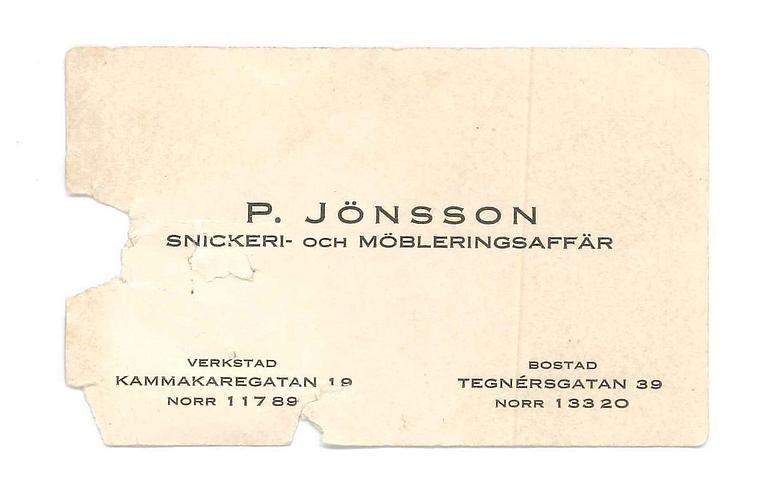 P. JÖNSSON
SNICKERI- OCH MÖBLERINGSAFFÄR
VERKSTAD
KAMMAKAREGATAN 19
NORR 11789
BOSTAD
TEGNÉRSGATAN 39
NORR 13320